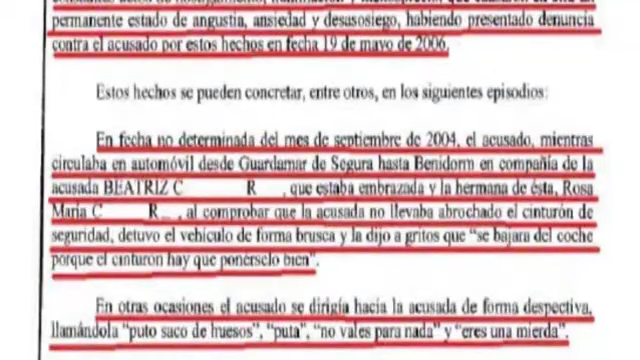 permanente estado de angustia, ansiedad y desasosiego, habiendo presentado denuncia
contra el acusado por estos hechos en fecha 19 de mayo de 2006.
Estos hechos se pueden concretar, entre otros, en los siguientes episodios:
En fecha no determinada del mes de septiembre de 2004, el acusado, mientras
circulaba en automóvil desde Guardamar de Segura hasta Benidorm en compañía de la
acusada BEATRIZ C R , que estaba embrazada y la hermana de ésta, Rosa
María C R , al comprobar que la acusada no llevaba abrochado el cinturón de
seguridad, detuvo el vehículo de forma brusca y la dijo a gritos que "se bajara del coche
porque el cinturon hay que ponérselo bien".
En otras ocasiones el acusado se dirigía hacia la acusada de forma despectiva,
llamándola "puto saco de huesos", "puta", "no vales para nada" y "eres una mierda".